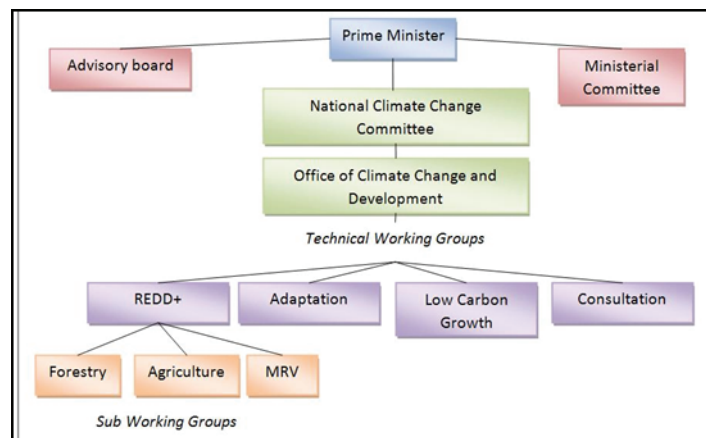 Prime Minister
Advisory board
Ministerial
Committee
National Climate Change
Committee
Office of Climate Change and
Development
Technical Working Groups
REDD+
Adaptation
Low Carbon
Growth
Consultation
Forestry
Agriculture
MRV
Sub Working Groups